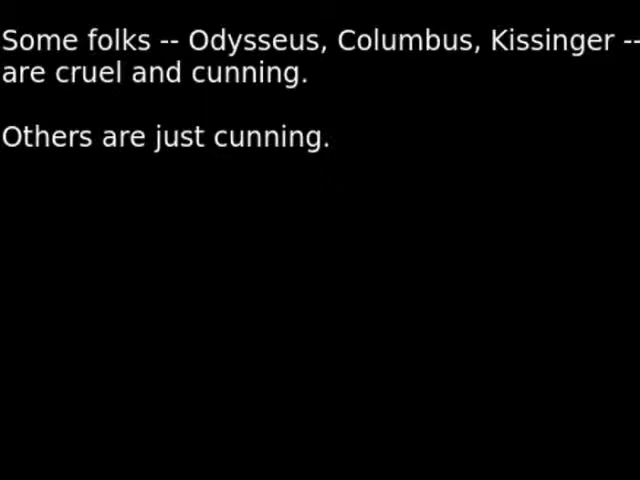 Some folks -- Odysseus, Columbus, Kissinger --
are cruel and cunning.
Others are just cunning.